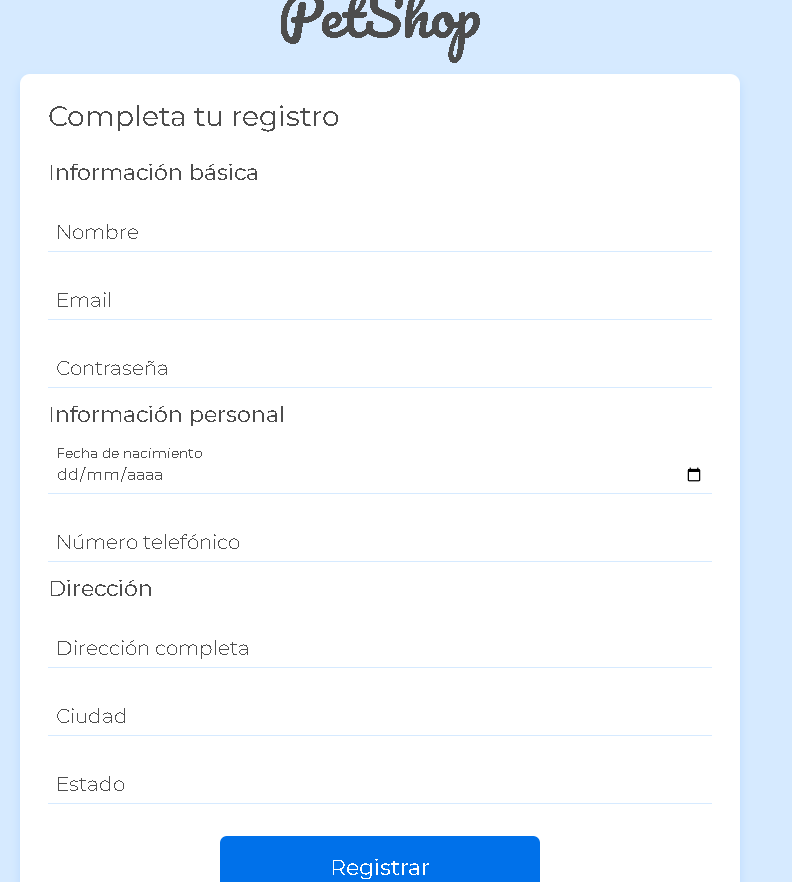 PetShop
Completa tu registro
Información básica
Nombre
Email
Contraseña
Información personal
Fecha de nacimiento
dd/mm/aaaa
Número telefónico
Dirección
Dirección completa
Ciudad
Estado
Registrar